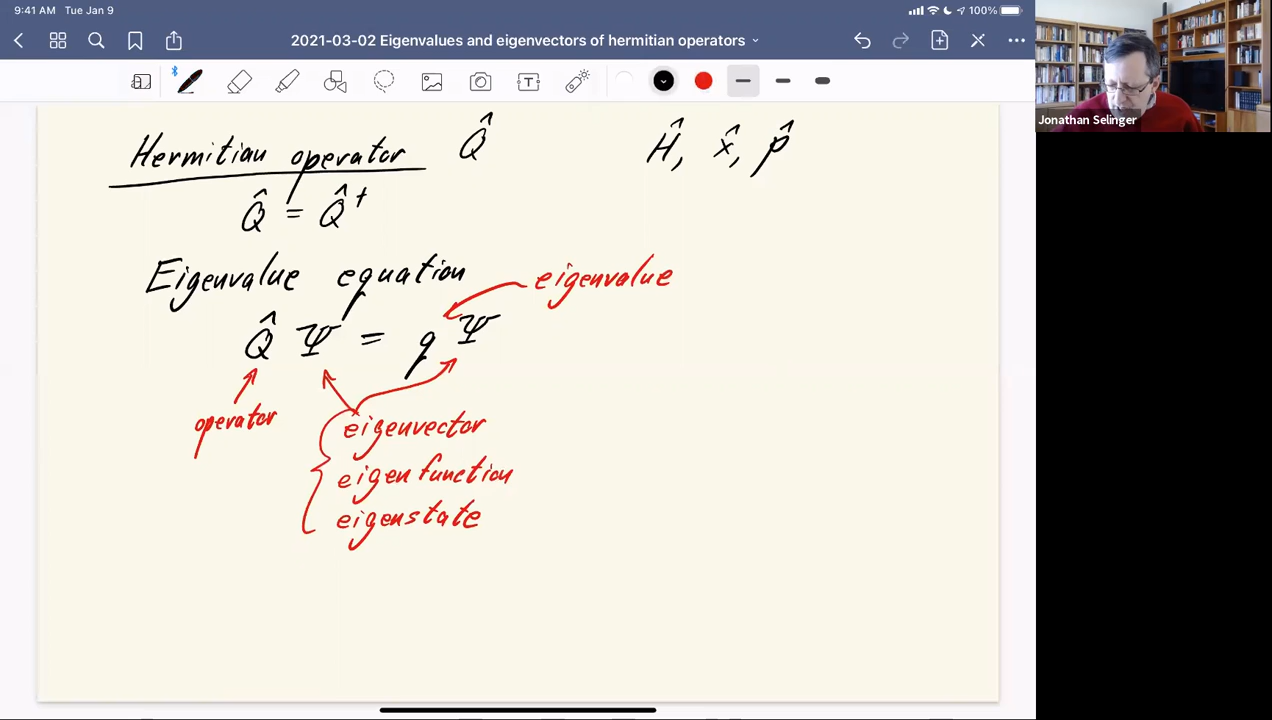 9:41 AM Tue Jan 9
100%
2021-03-02 Eigenvalues and eigenvectors of hermitian operators
T
Jonathan Selinger
Hermitian operator Q̂ Ĥ, x̂, p̂
Q̂ = Q̂†
Eigenvalue equation
eigenvalue
Q̂ Ψ = q Ψ
operator
eigenvector
eigenfunction
eigenstate